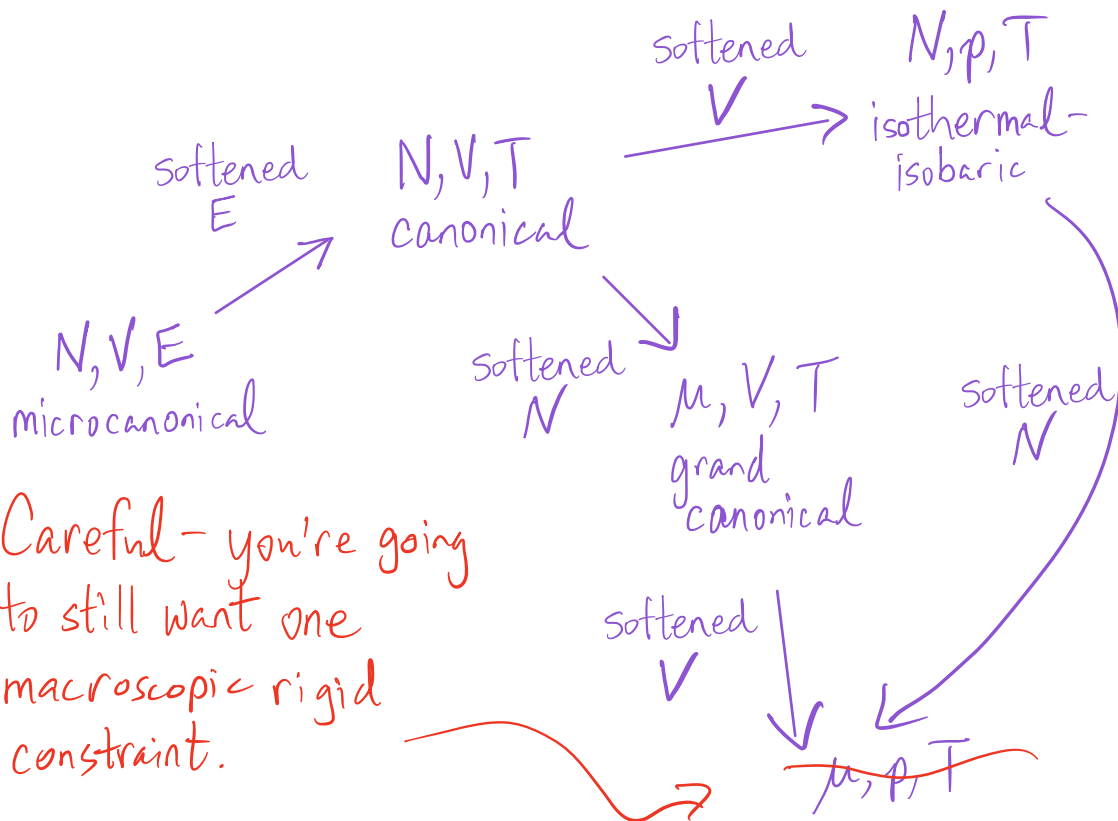 softened
V
N, p, T
isothermal-
isobaric
softened
E
N, V, T
canonical
N, V, E
microcanonical
softened
N
μ, V, T
grand
canonical
softened
N
Careful - you're going
to still want one
macroscopic rigid
constraint.
softened
V
μ, p, T